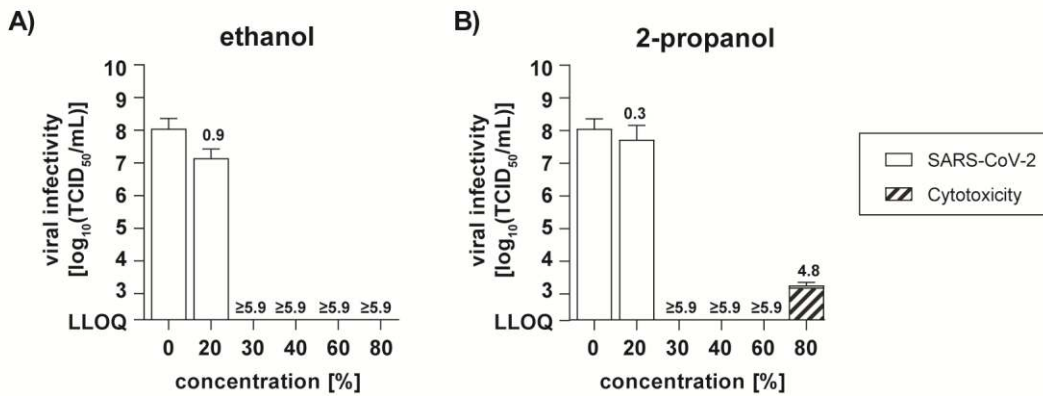 A)
ethanol
viral infectivity
[log10(TCID50/mL)]
10
9
8
7
6
5
4
3
LLOQ
0.9
≥5.9 ≥5.9 ≥5.9 ≥5.9
0 20 30 40 60 80
concentration [%]
B)
2-propanol
viral infectivity
[log10(TCID50/mL)]
10
9
8
7
6
5
4
3
LLOQ
0.3
≥5.9 ≥5.9 ≥5.9
4.8
0 20 30 40 60 80
concentration [%]
SARS-CoV-2
Cytotoxicity